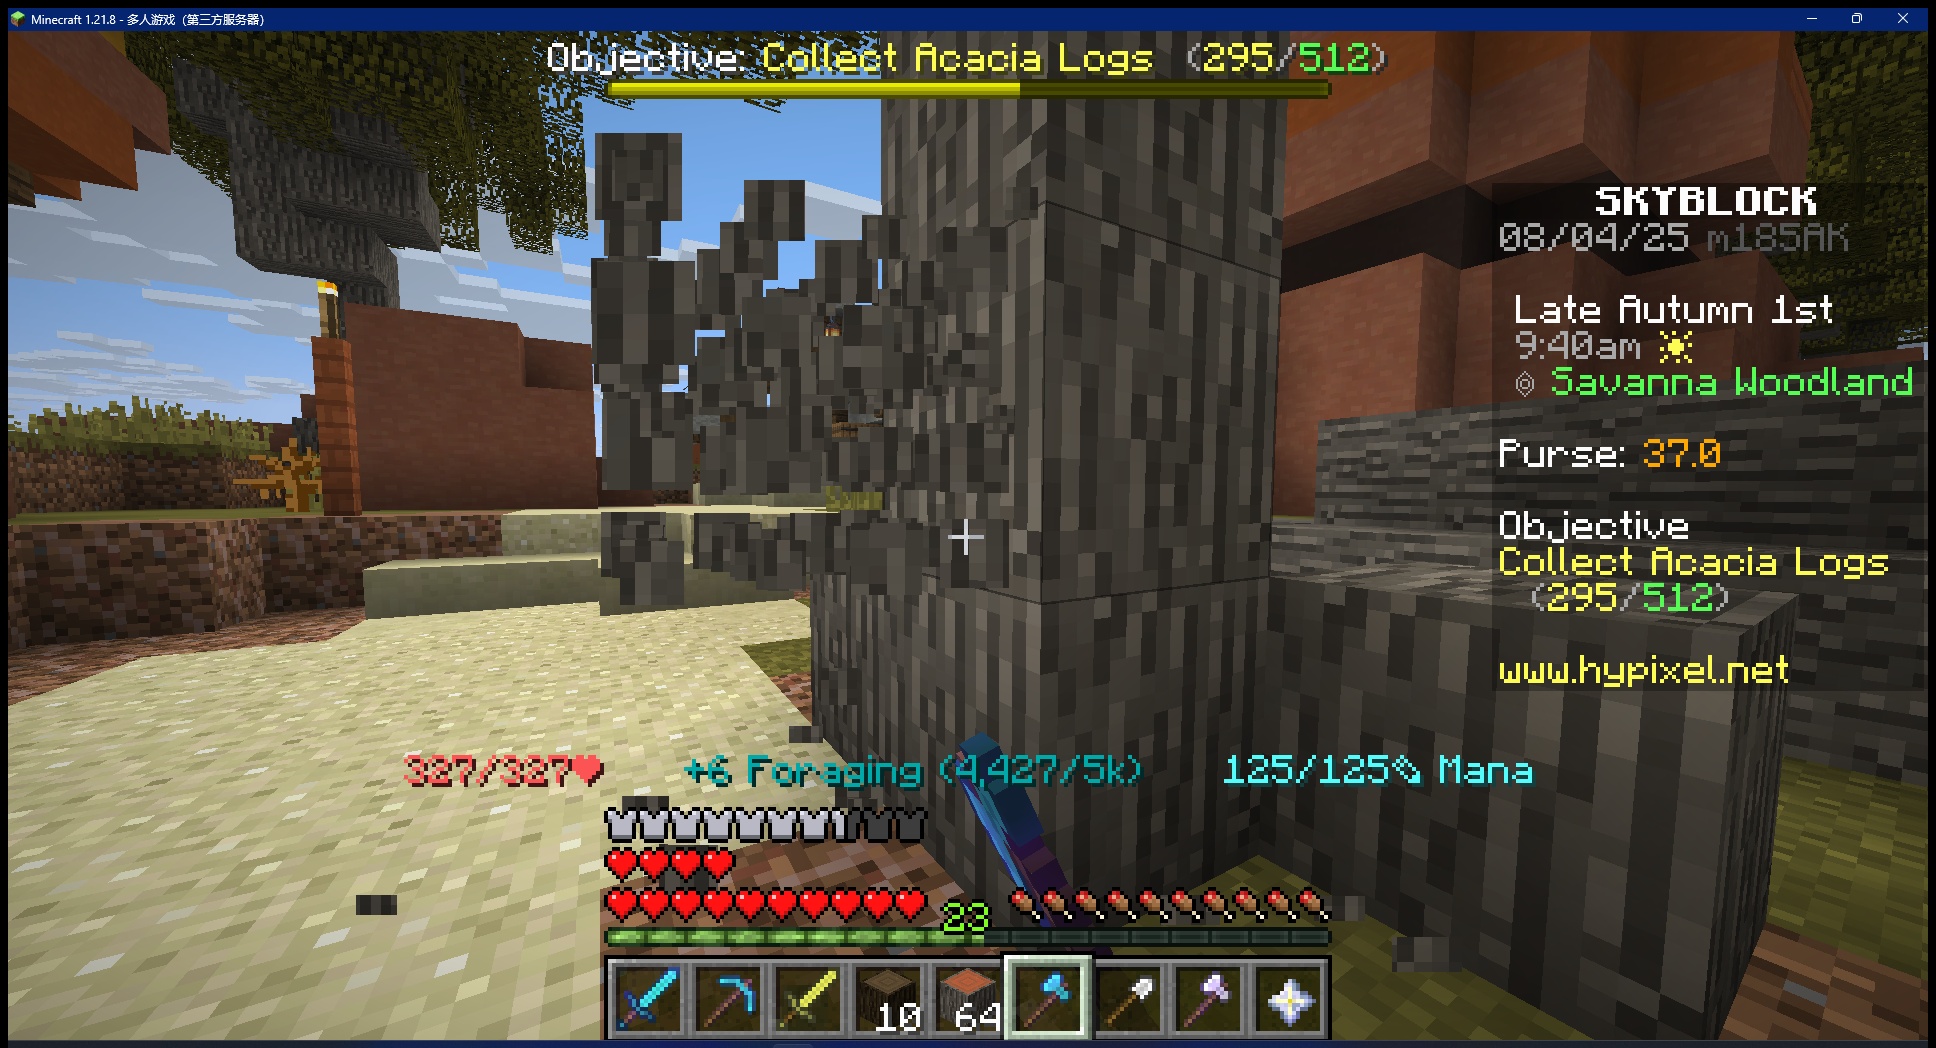 Minecraft 1.21.8 - 多人游戏（第三方服务器）
Objective: Collect Acacia Logs (295/512)
SKYBLOCK
08/04/25 m185AK
Late Autumn 1st
9:40am
Savanna Woodland
Purse: 37.0
Objective
Collect Acacia Logs
(295/512)
www.hypixel.net
327/327❤ +6 Foraging (4,427/5k) 125/125✎ Mana
23
10 64